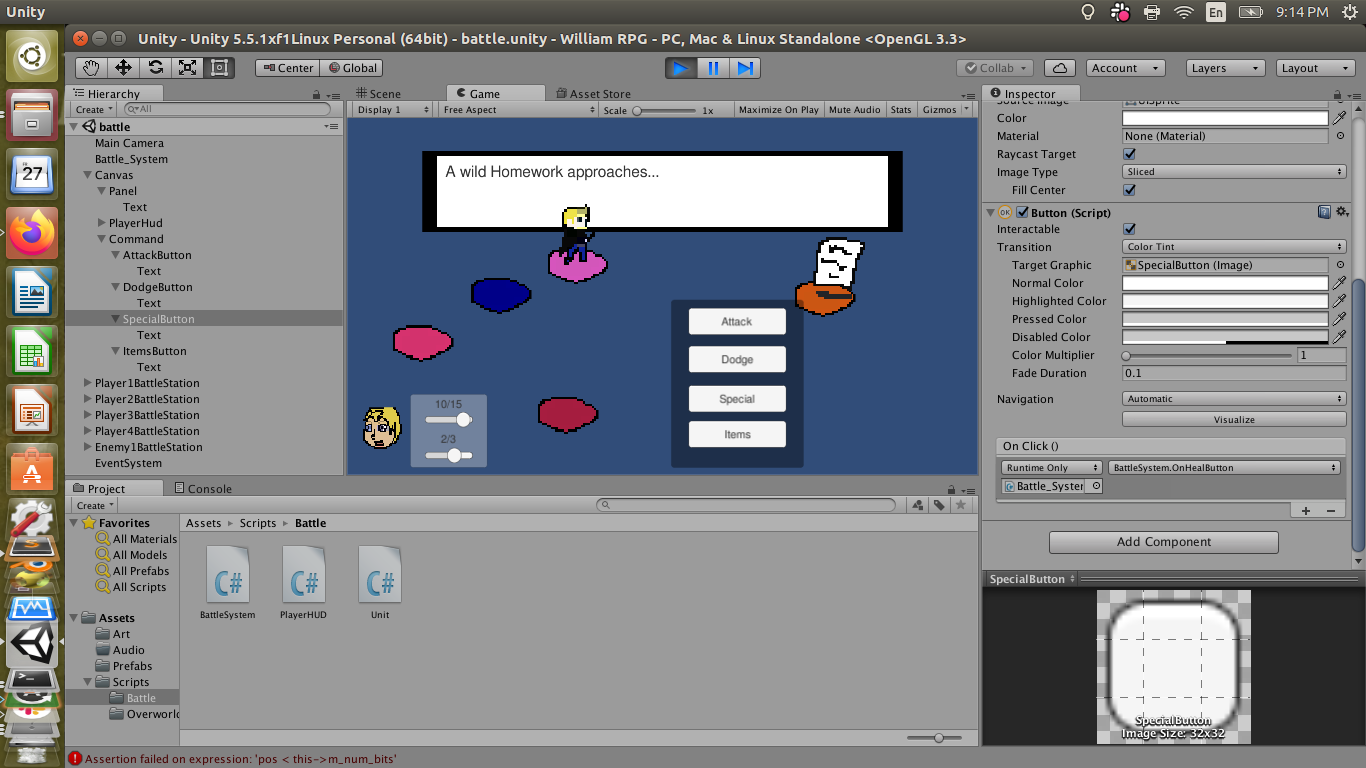 Unity
En
9:14 PM
Unity - Unity 5.5.1xf1Linux Personal (64bit) - battle.unity - William RPG - PC, Mac & Linux Standalone <OpenGL 3.3>
Center Global Collab Account Layers Layout
Hierarchy
Create All
battle
Main Camera
Battle_System
Canvas
Panel
Text
PlayerHud
Command
AttackButton
Text
DodgeButton
Text
SpecialButton
Text
ItemsButton
Text
Player1BattleStation
Player2BattleStation
Player3BattleStation
Player4BattleStation
Enemy1BattleStation
EventSystem
Scene Game Asset Store
Display 1 Free Aspect Scale 1x Maximize On Play Mute Audio Stats Gizmos
A wild Homework approaches...
10/15
2/3
Attack
Dodge
Special
Items
Inspector
Color
Material None (Material)
Raycast Target
Image Type Sliced
Fill Center
Button (Script)
Interactable
Transition Color Tint
Target Graphic SpecialButton (Image)
Normal Color
Highlighted Color
Pressed Color
Disabled Color
Color Multiplier 1
Fade Duration 0.1
Navigation Automatic
Visualize
On Click ()
Runtime Only BattleSystem.OnHealButton
Battle_Syster
Add Component
SpecialButton
SpecialButton
Image Size: 32x32
Project Console
Create
Favorites
All Materials
All Models
All Prefabs
All Scripts
Assets
Art
Audio
Prefabs
Scripts
Battle
Overworld
Assets Scripts Battle
C# C# C#
BattleSystem PlayerHUD Unit
Assertion failed on expression: 'pos < this->m_num_bits'
27